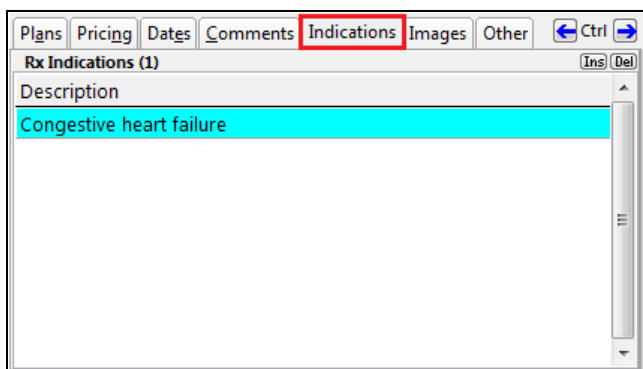 Plans Pricing Dates Comments Indications Images Other Ctrl
Rx Indications (1) Ins Del
Description
Congestive heart failure